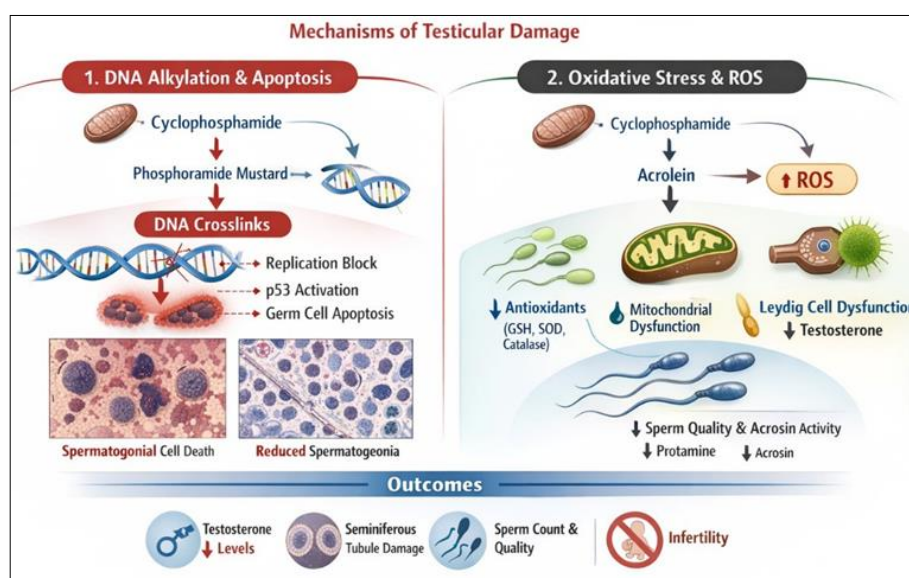 Mechanisms of Testicular Damage
1. DNA Alkylation & Apoptosis
Cyclophosphamide
Phosphoramide Mustard
DNA Crosslinks
Replication Block
p53 Activation
Germ Cell Apoptosis
Spermatogonial Cell Death
Reduced Spermatogeonia
2. Oxidative Stress & ROS
Cyclophosphamide
Acrolein
ROS
Antioxidants
(GSH, SOD,
Catalase)
Mitochondrial
Dysfunction
Leydig Cell Dysfunction
Testosterone
Sperm Quality & Acrosin Activity
Protamine
Acrosin
Outcomes
Testosterone
Levels
Seminiferous
Tubule Damage
Sperm Count &
Quality
Infertility